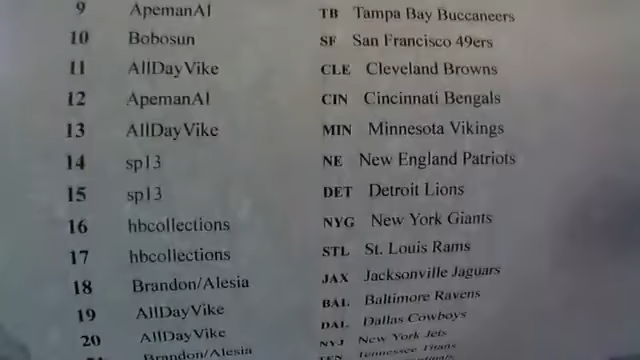 9 ApemanAl TB Tampa Bay Buccaneers
10 Bobosun SF San Francisco 49ers
11 AllDayVike CLE Cleveland Browns
12 ApemanAl CIN Cincinnati Bengals
13 AllDayVike MIN Minnesota Vikings
14 sp13 NE New England Patriots
15 sp13 DET Detroit Lions
16 hbcollections NYG New York Giants
17 hbcollections STL St. Louis Rams
18 Brandon/Alesia JAX Jacksonville Jaguars
19 AllDayVike BAL Baltimore Ravens
20 AllDayVike DAL Dallas Cowboys
Brandon/Alesia NYJ New York Jets
TEN Tennessee Titans